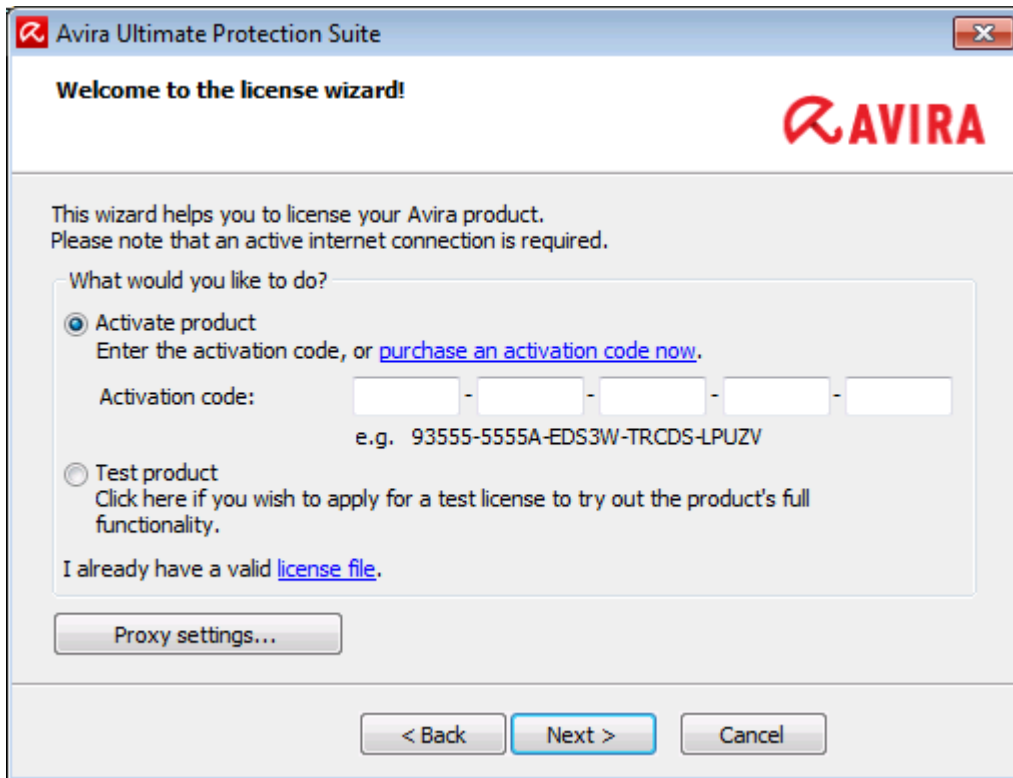 Avira Ultimate Protection Suite
Welcome to the license wizard!
AVIRA
This wizard helps you to license your Avira product.
Please note that an active internet connection is required.
What would you like to do?
Activate product
Enter the activation code, or purchase an activation code now.
Activation code: - - - -
e.g. 93555-5555A-EDS3W-TRCDS-LPUZV
Test product
Click here if you wish to apply for a test license to try out the product's full
functionality.
I already have a valid license file.
Proxy settings...
< Back Next > Cancel